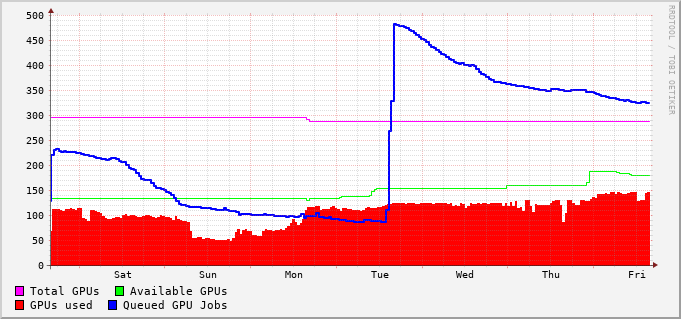 500
450
400
350
300
250
200
150
100
50
0
Sat Sun Mon Tue Wed Thu Fri
Total GPUs Available GPUs
GPUs used Queued GPU Jobs
RRDTOOL / TOBI OETIKER